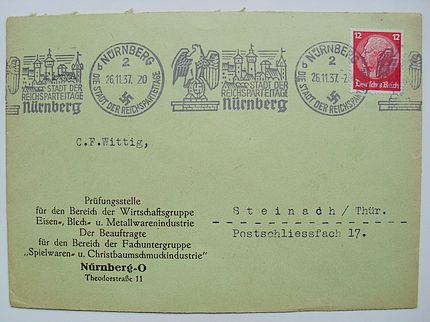 NÜRNBERG
2
26.11.37. 20
DIE STADT DER REICHSPARTEITAGE
STADT DER
REICHSPARTEITAGE
Nürnberg
NÜRNBERG
2
26.11.37.
DIE STADT DER REICHSPARTEITAGE
STADT DER
REICHSPARTEITAGE
Nürnberg
12 12
Deutsches Reich
C.F.Wittig,
Prüfungsstelle
für den Bereich der Wirtschaftsgruppe
Eisen-, Blech- u. Metallwarenindustrie
Der Beauftragte
für den Bereich der Fachuntergruppe
"Spielwaren- u. Christbaumschmuckindustrie"
Nürnberg-O
Theodorstraße 11
Steinach/Thür.
Postschliessfach 17.